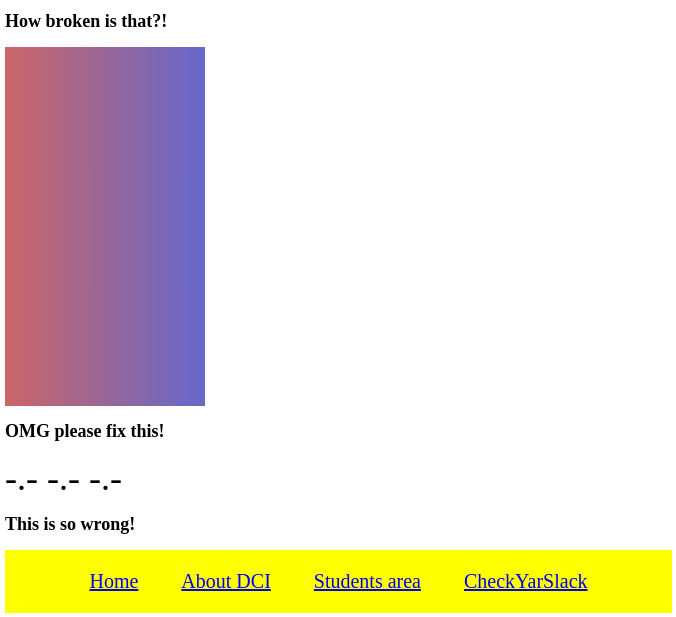 How broken is that?!
OMG please fix this!
-.- -.- -.-
This is so wrong!
Home About DCI Students area CheckYarSlack